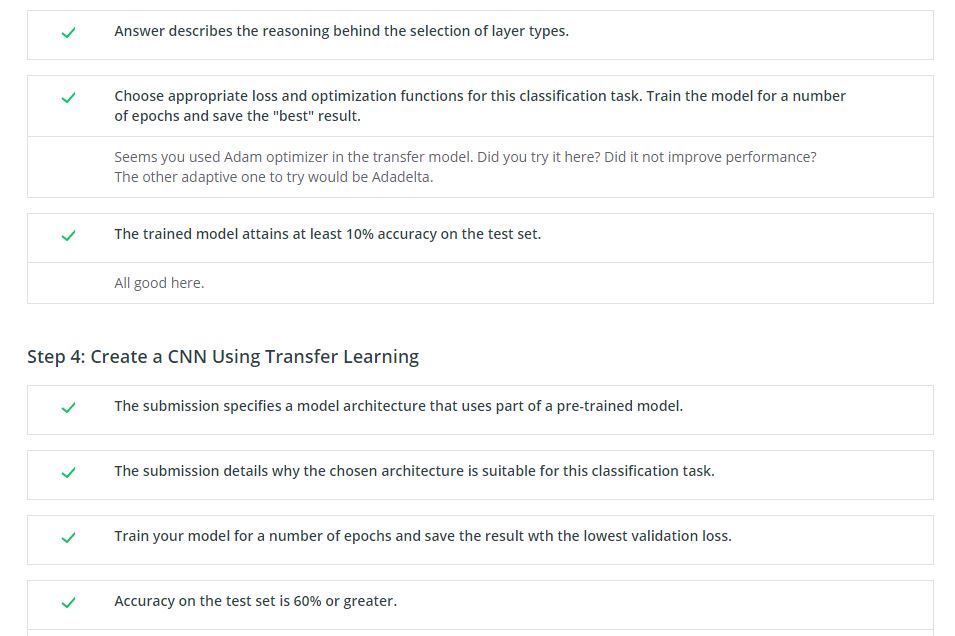 Answer describes the reasoning behind the selection of layer types.
Choose appropriate loss and optimization functions for this classification task. Train the model for a number
of epochs and save the "best" result.
Seems you used Adam optimizer in the transfer model. Did you try it here? Did it not improve performance?
The other adaptive one to try would be Adadelta.
The trained model attains at least 10% accuracy on the test set.
All good here.
Step 4: Create a CNN Using Transfer Learning
The submission specifies a model architecture that uses part of a pre-trained model.
The submission details why the chosen architecture is suitable for this classification task.
Train your model for a number of epochs and save the result wth the lowest validation loss.
Accuracy on the test set is 60% or greater.